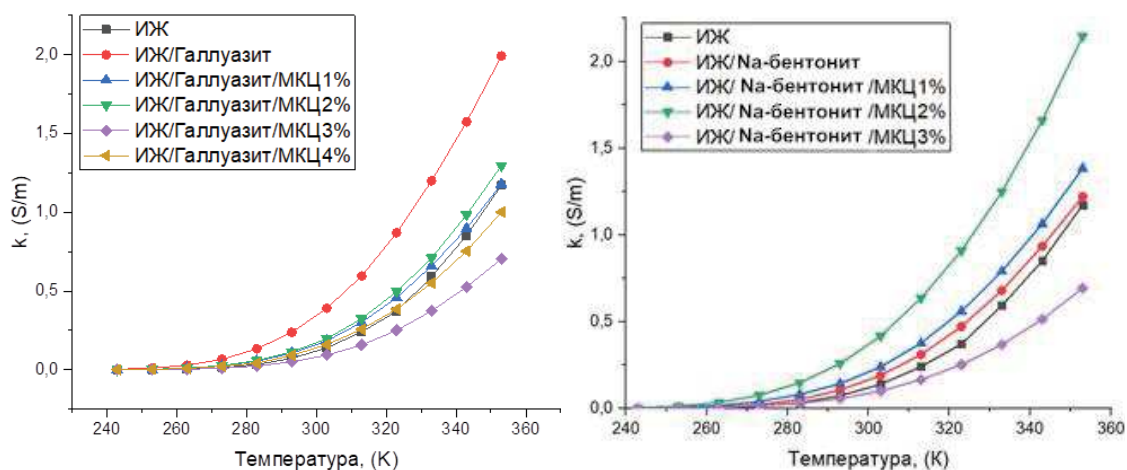 ИЖ
ИЖ/Галлуазит
ИЖ/Галлуазит/МКЦ1%
ИЖ/Галлуазит/МКЦ2%
ИЖ/Галлуазит/МКЦ3%
ИЖ/Галлуазит/МКЦ4%
2,0
1,5
1,0
0,5
0,0
k, (S/m)
240 260 280 300 320 340 360
Температура, (K)
ИЖ
ИЖ/Na-бентонит
ИЖ/ Na-бентонит /МКЦ1%
ИЖ/ Na-бентонит /МКЦ2%
ИЖ/ Na-бентонит /МКЦ3%
2,0
1,5
1,0
0,5
0,0
k, (S/m)
240 260 280 300 320 340 360
Температура, (К)